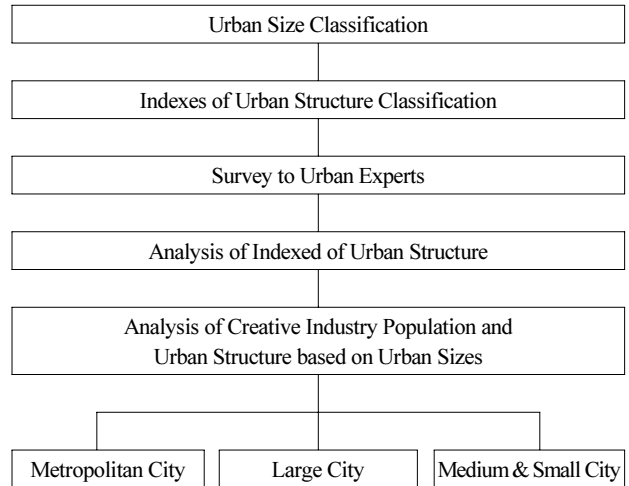 Urban Size Classification
Indexes of Urban Structure Classification
Survey to Urban Experts
Analysis of Indexed of Urban Structure
Analysis of Creative Industry Population and
Urban Structure based on Urban Sizes
Metropolitan City
Large City
Medium & Small City